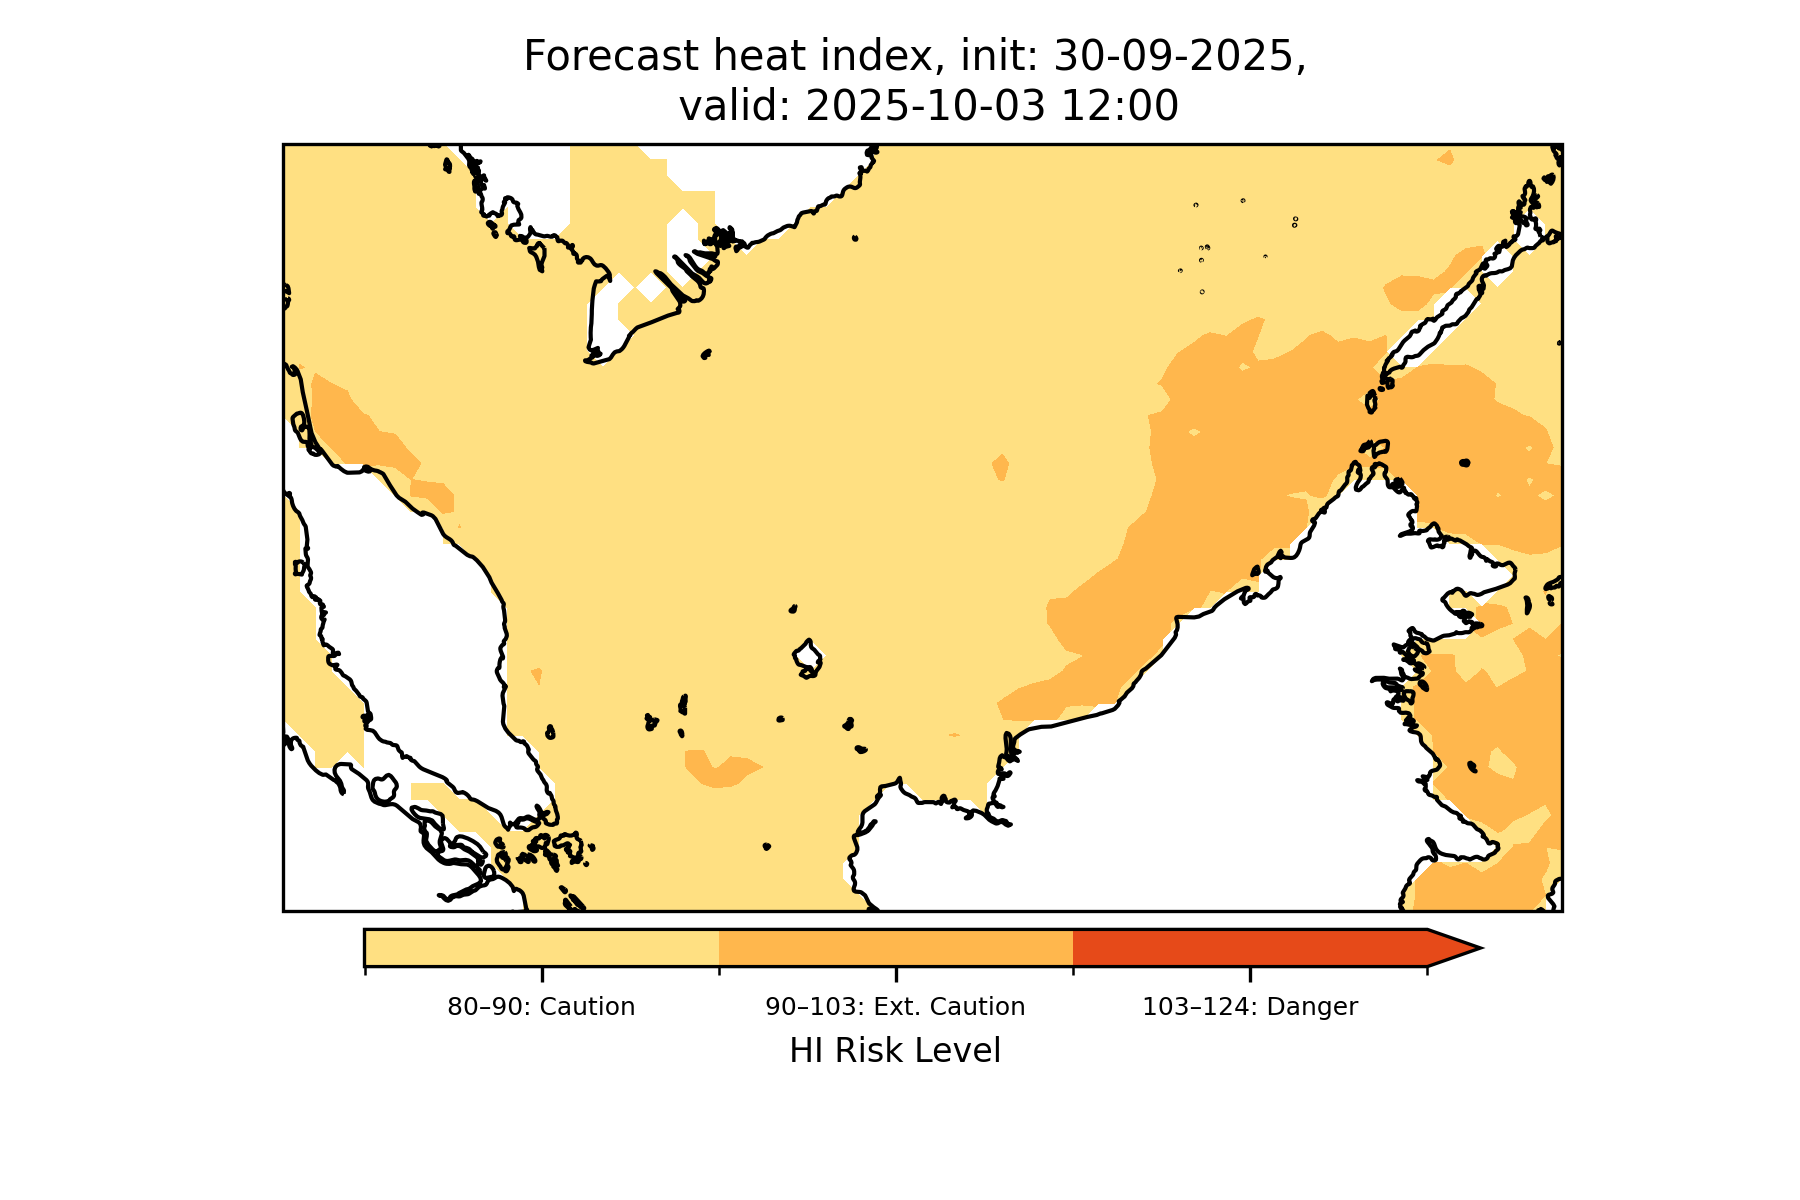 Forecast heat index, init: 30-09-2025,
valid: 2025-10-03 12:00
80–90: Caution
90–103: Ext. Caution
103–124: Danger
HI Risk Level